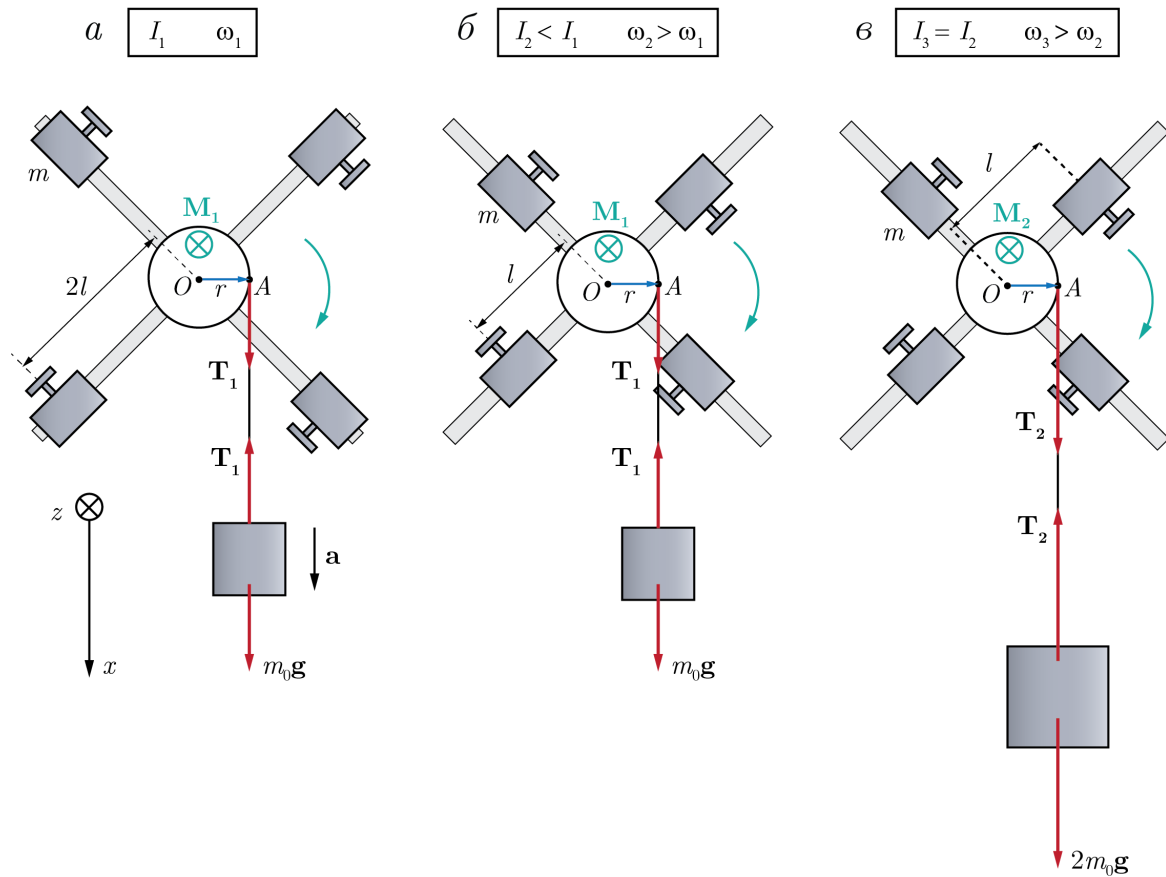 а I₁ ω₁
m
M₁
2l
O r A
T₁
T₁
z
a
x
m₀g
б I₂ < I₁ ω₂ > ω₁
m
M₁
l
O r A
T₁
T₁
m₀g
в I₃ = I₂ ω₃ > ω₂
l
m
M₂
O r A
T₂
T₂
2m₀g